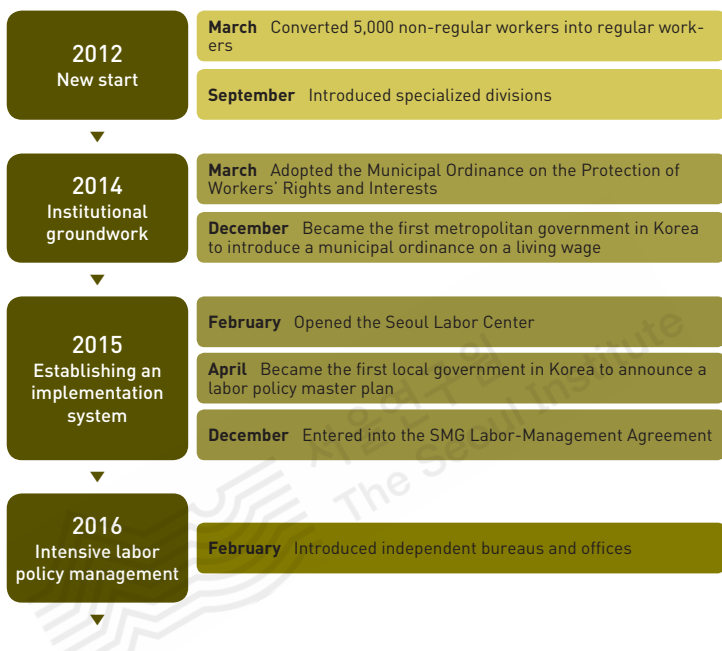 2012
New start
March Converted 5,000 non-regular workers into regular work-
ers
September Introduced specialized divisions
2014
Institutional
groundwork
March Adopted the Municipal Ordinance on the Protection of
Workers' Rights and Interests
December Became the first metropolitan government in Korea
to introduce a municipal ordinance on a living wage
2015
Establishing an
implementation
system
February Opened the Seoul Labor Center
April Became the first local government in Korea to announce a
labor policy master plan
December Entered into the SMG Labor-Management Agreement
2016
Intensive labor
policy management
February Introduced independent bureaus and offices
서울연구원
The Seoul Institute